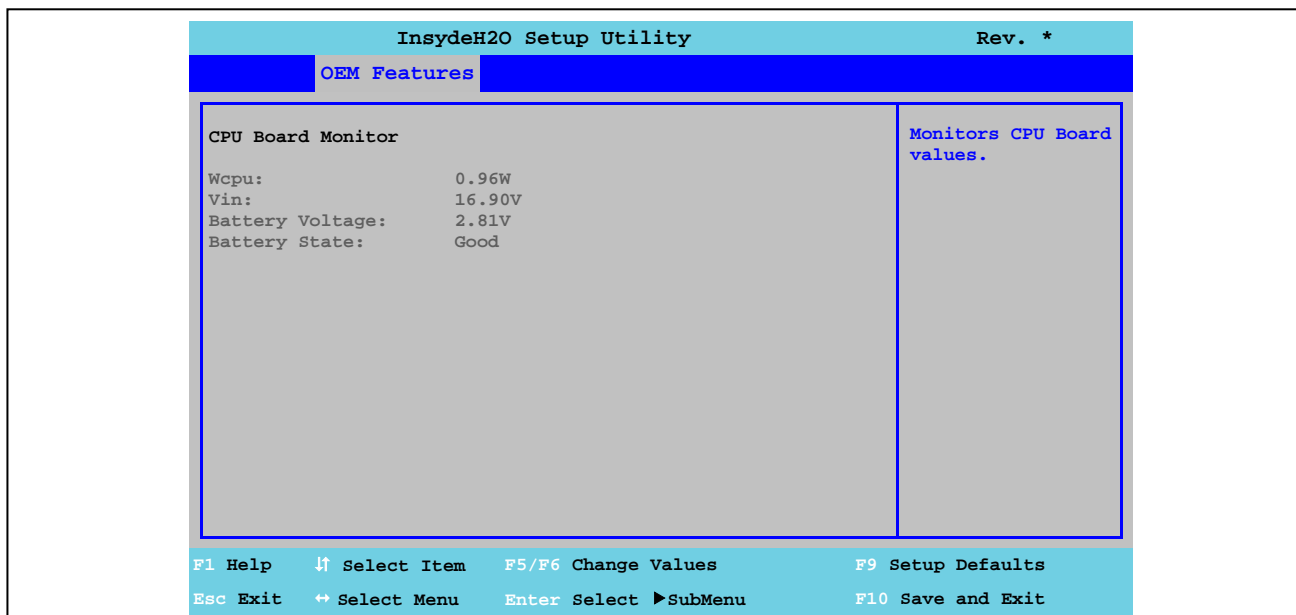 InsydeH2O Setup Utility Rev. *
OEM Features
CPU Board Monitor
Monitors CPU Board
values.
Wcpu: 0.96W
Vin: 16.90V
Battery Voltage: 2.81V
Battery State: Good
F1 Help ↓↑ Select Item F5/F6 Change Values F9 Setup Defaults
Esc Exit ↔ Select Menu Enter Select ▶SubMenu F10 Save and Exit